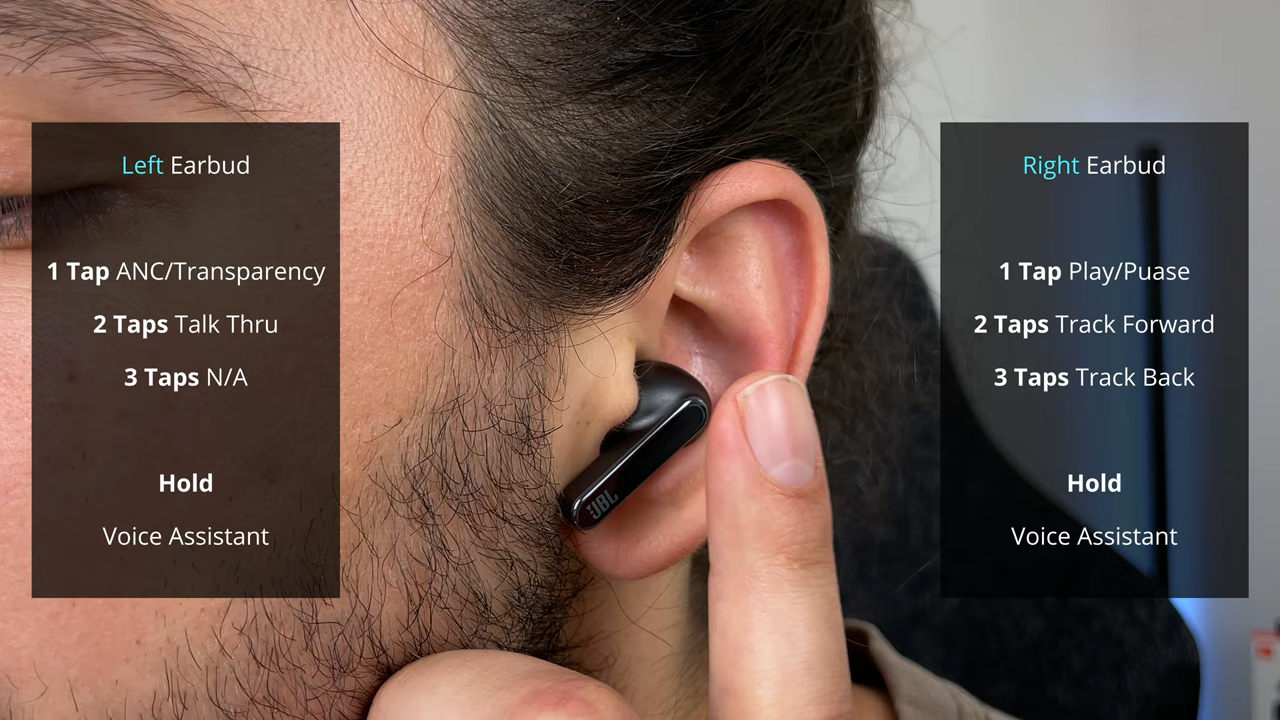 Left Earbud
1 Tap ANC/Transparency
2 Taps Talk Thru
3 Taps N/A
Hold
Voice Assistant
JBL
Right Earbud
1 Tap Play/Puase
2 Taps Track Forward
3 Taps Track Back
Hold
Voice Assistant